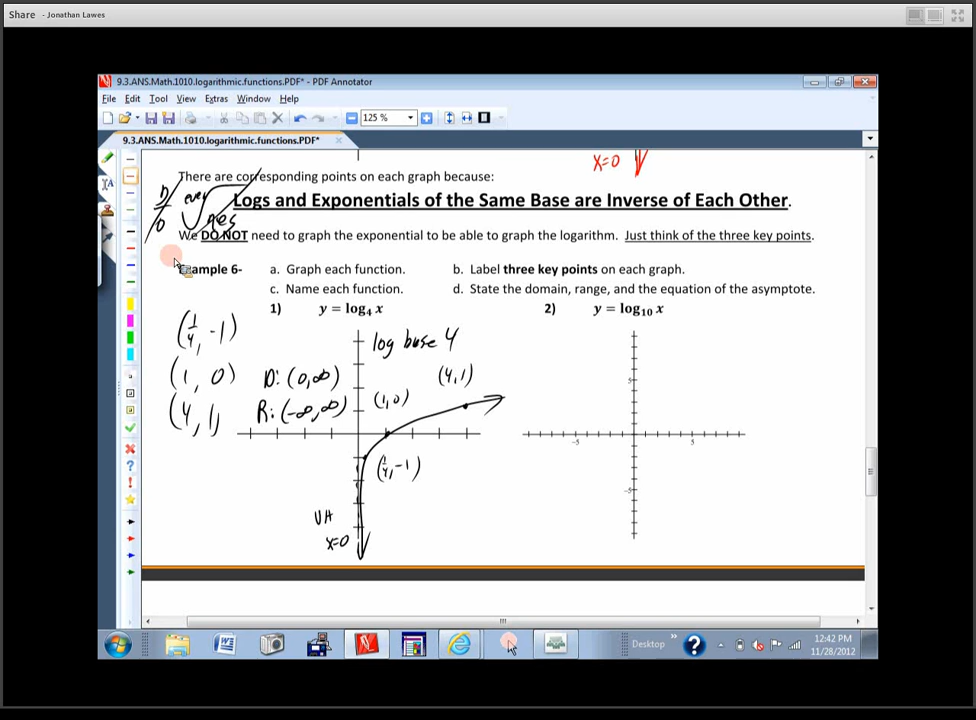 Share - Jonathan Lawes
9.3.ANS.Math.1010.logarithmic.functions.PDF* - PDF Annotator
File Edit Tool View Extras Window Help
125 %
9.3.ANS.Math.1010.logarithmic.functions.PDF*
x=0
There are corresponding points on each graph because:
Logs and Exponentials of the Same Base are Inverse of Each Other.
We DO NOT need to graph the exponential to be able to graph the logarithm. Just think of the three key points.
ample 6- a. Graph each function. b. Label three key points on each graph.
c. Name each function. d. State the domain, range, and the equation of the asymptote.
1) y = log₄ x 2) y = log₁₀ x
(1/4, -1) log base 4
(1, 0) D: (0,∞) (4,1)
(4, 1) R: (-∞,∞) (1,0)
-5 5
(1/4,-1)
5
-5
VA
x=0
Desktop » 12:42 PM
11/28/2012